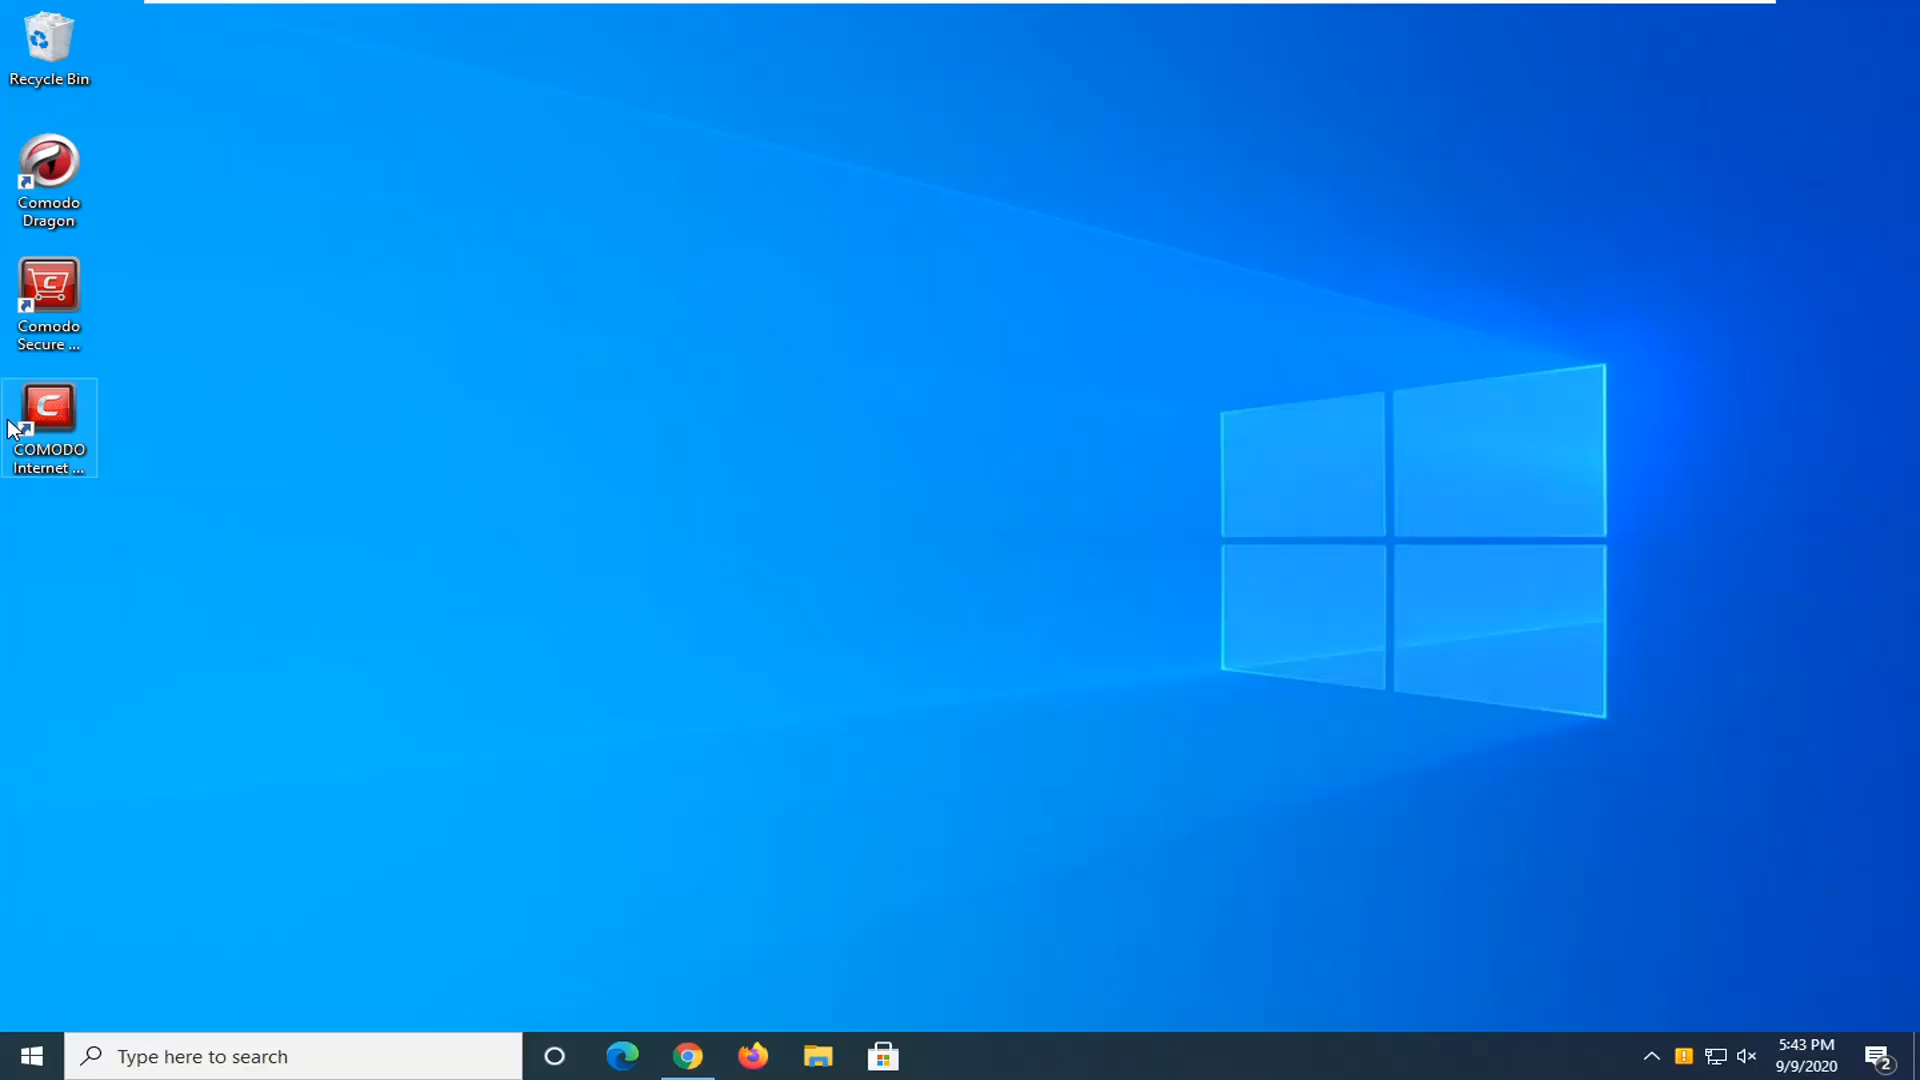 Recycle Bin
Comodo
Dragon
Comodo
Secure ...
COMODO
Internet ...
Type here to search
5:43 PM
9/9/2020
2